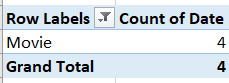 Row Labels Count of Date
Movie 4
Grand Total 4